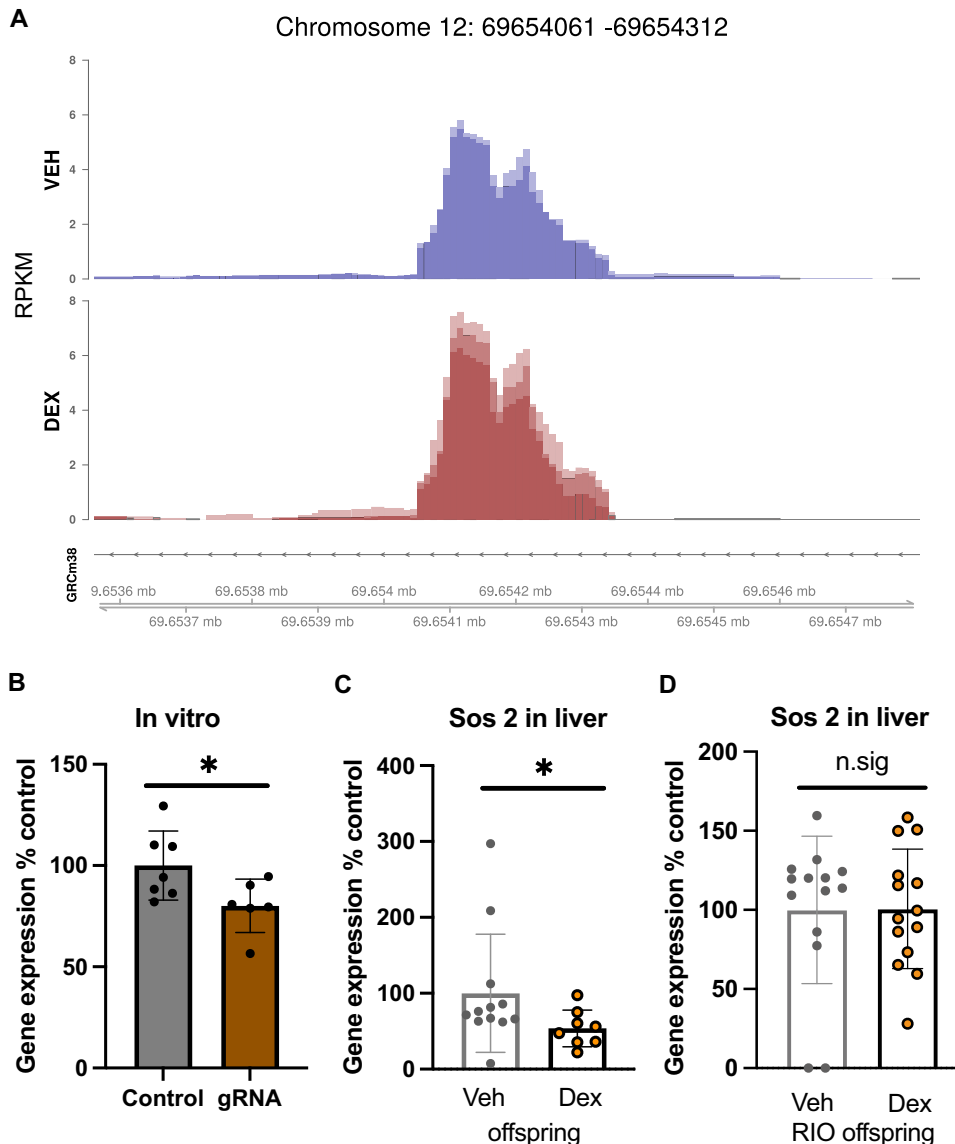 A
Chromosome 12: 69654061 -69654312
RPKM
VEH
8
6
4
2
0
DEX
8
6
4
2
0
GRCm38
9.6536 mb 69.6538 mb 69.654 mb 69.6542 mb 69.6544 mb 69.6546 mb
69.6537 mb 69.6539 mb 69.6541 mb 69.6543 mb 69.6545 mb 69.6547 mb
B
In vitro
Gene expression % control
150
100
50
0
*
Control gRNA
C
Sos 2 in liver
Gene expression % control
400
300
200
100
0
*
Veh Dex
offspring
D
Sos 2 in liver
Gene expression % control
200
150
100
50
0
n.sig
Veh Dex
RIO offspring